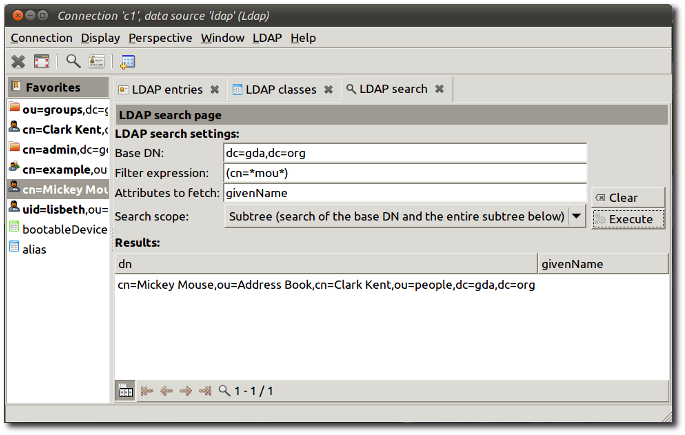 Connection 'c1', data source 'ldap' (Ldap)
Connection Display Perspective Window LDAP Help
Favorites
ou=groups,dc=g
cn=Clark Kent,o
cn=admin,dc=gd
cn=example,ou
cn=Mickey Mou
uid=lisbeth,ou=
bootableDevice
alias
LDAP entries LDAP classes LDAP search
LDAP search page
LDAP search settings:
Base DN: dc=gda,dc=org
Filter expression: (cn=*mou*)
Attributes to fetch: givenName
Clear
Search scope: Subtree (search of the base DN and the entire subtree below) Execute
Results:
dn givenName
cn=Mickey Mouse,ou=Address Book,cn=Clark Kent,ou=people,dc=gda,dc=org
1 - 1 / 1